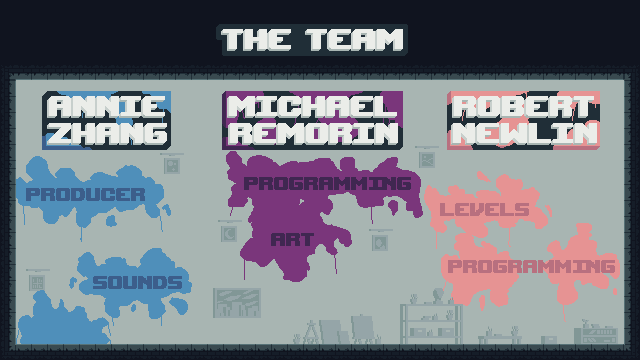 THE TEAM
ANNIE
ZHANG
PRODUCER
SOUNDS
MICHAEL
REMORIN
PROGRAMMING
ART
ROBERT
NEWLIN
LEVELS
PROGRAMMING